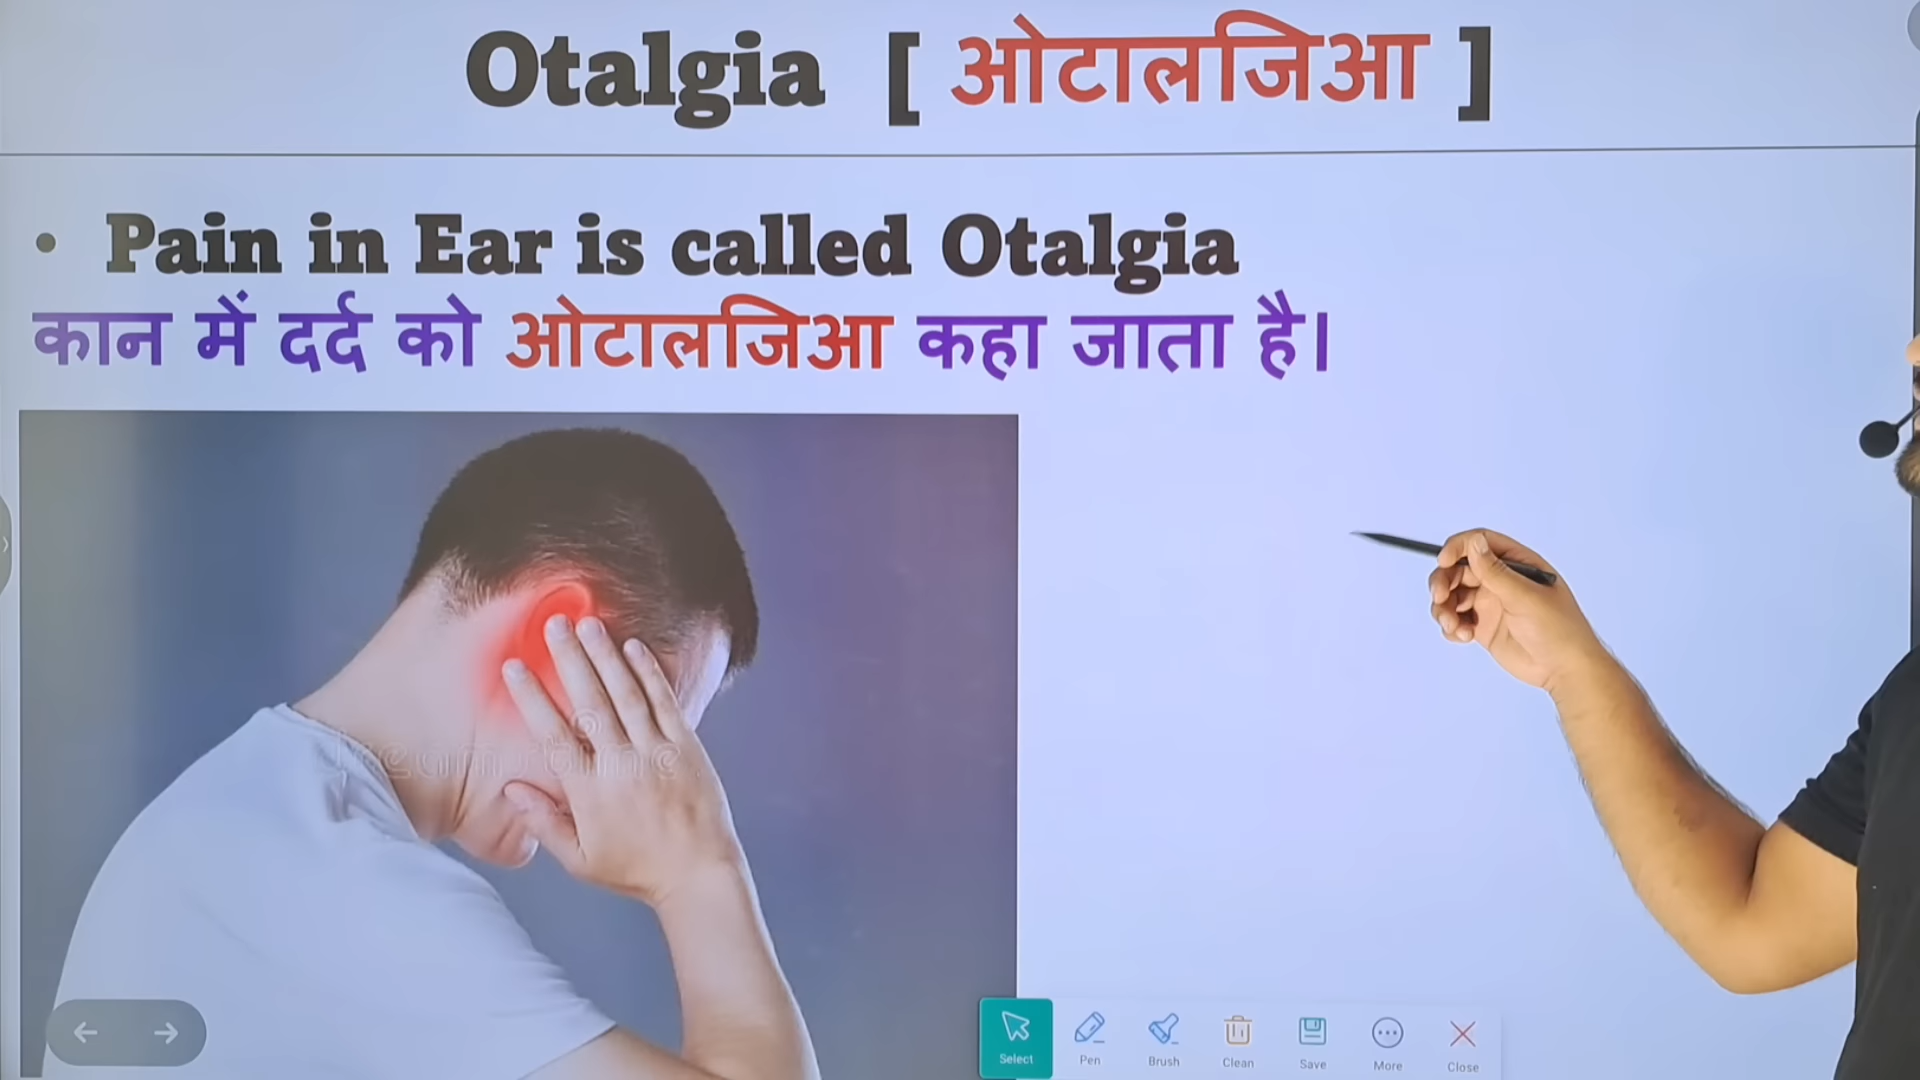 Otalgia [ ओटालजिआ ]
• Pain in Ear is called Otalgia
कान में दर्द को ओटालजिआ कहा जाता है।
dreamstime
Select Pen Brush Clean Save More Close